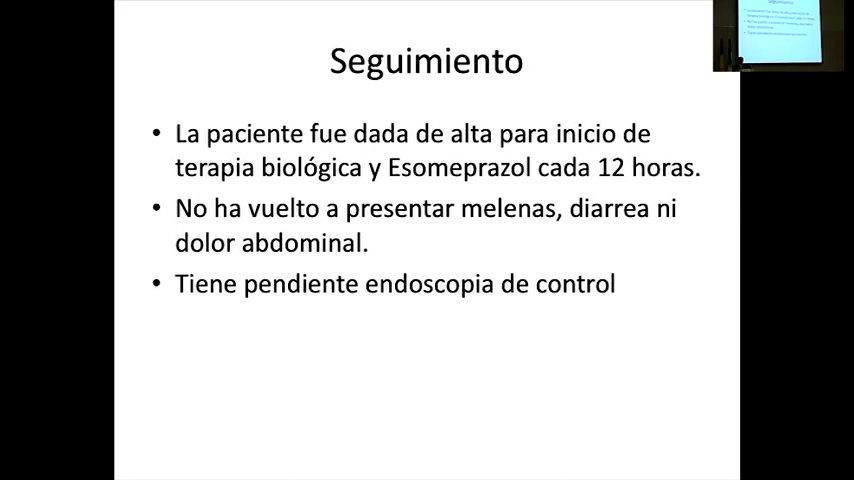 Seguimiento
• La paciente fue dada de alta para inicio de
terapia biológica y Esomeprazol cada 12 horas.
• No ha vuelto a presentar melenas, diarrea ni
dolor abdominal.
• Tiene pendiente endoscopia de control